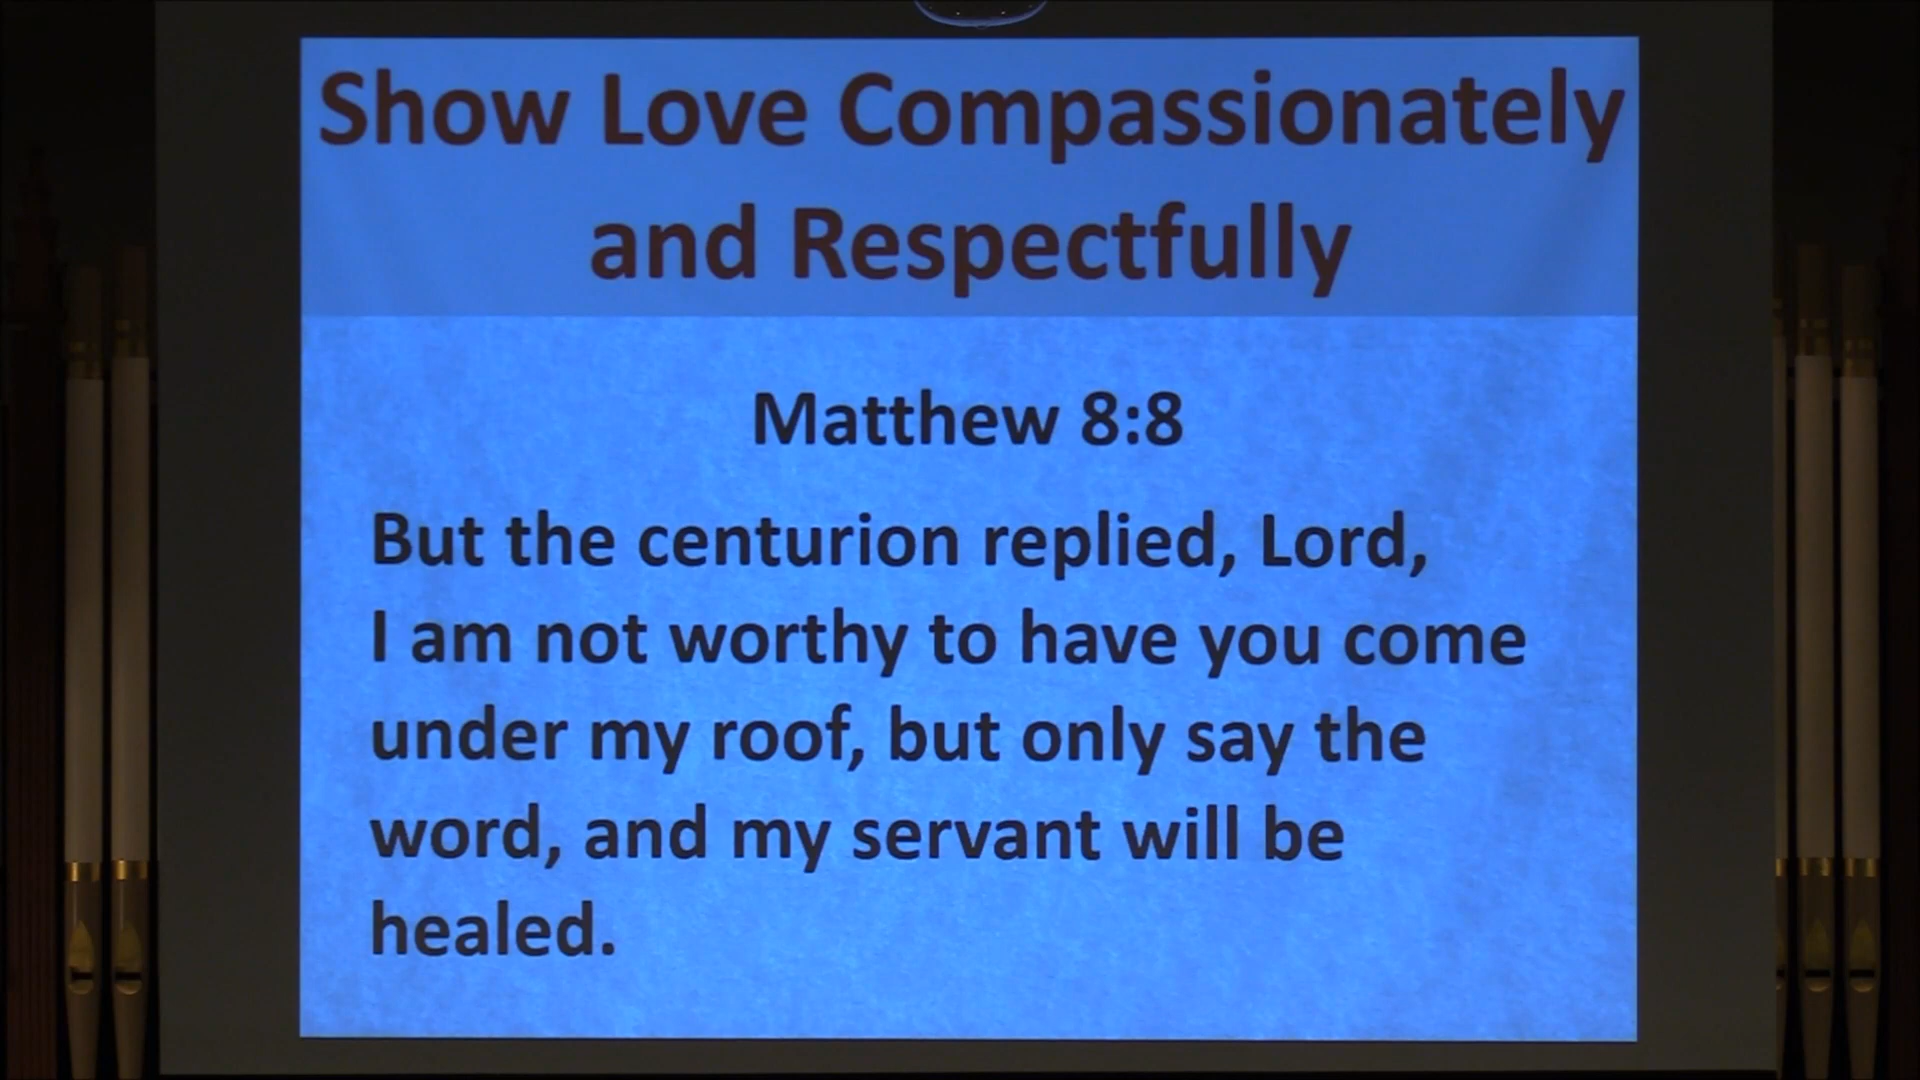 Show Love Compassionately
and Respectfully
Matthew 8:8
But the centurion replied, Lord,
I am not worthy to have you come
under my roof, but only say the
word, and my servant will be
healed.